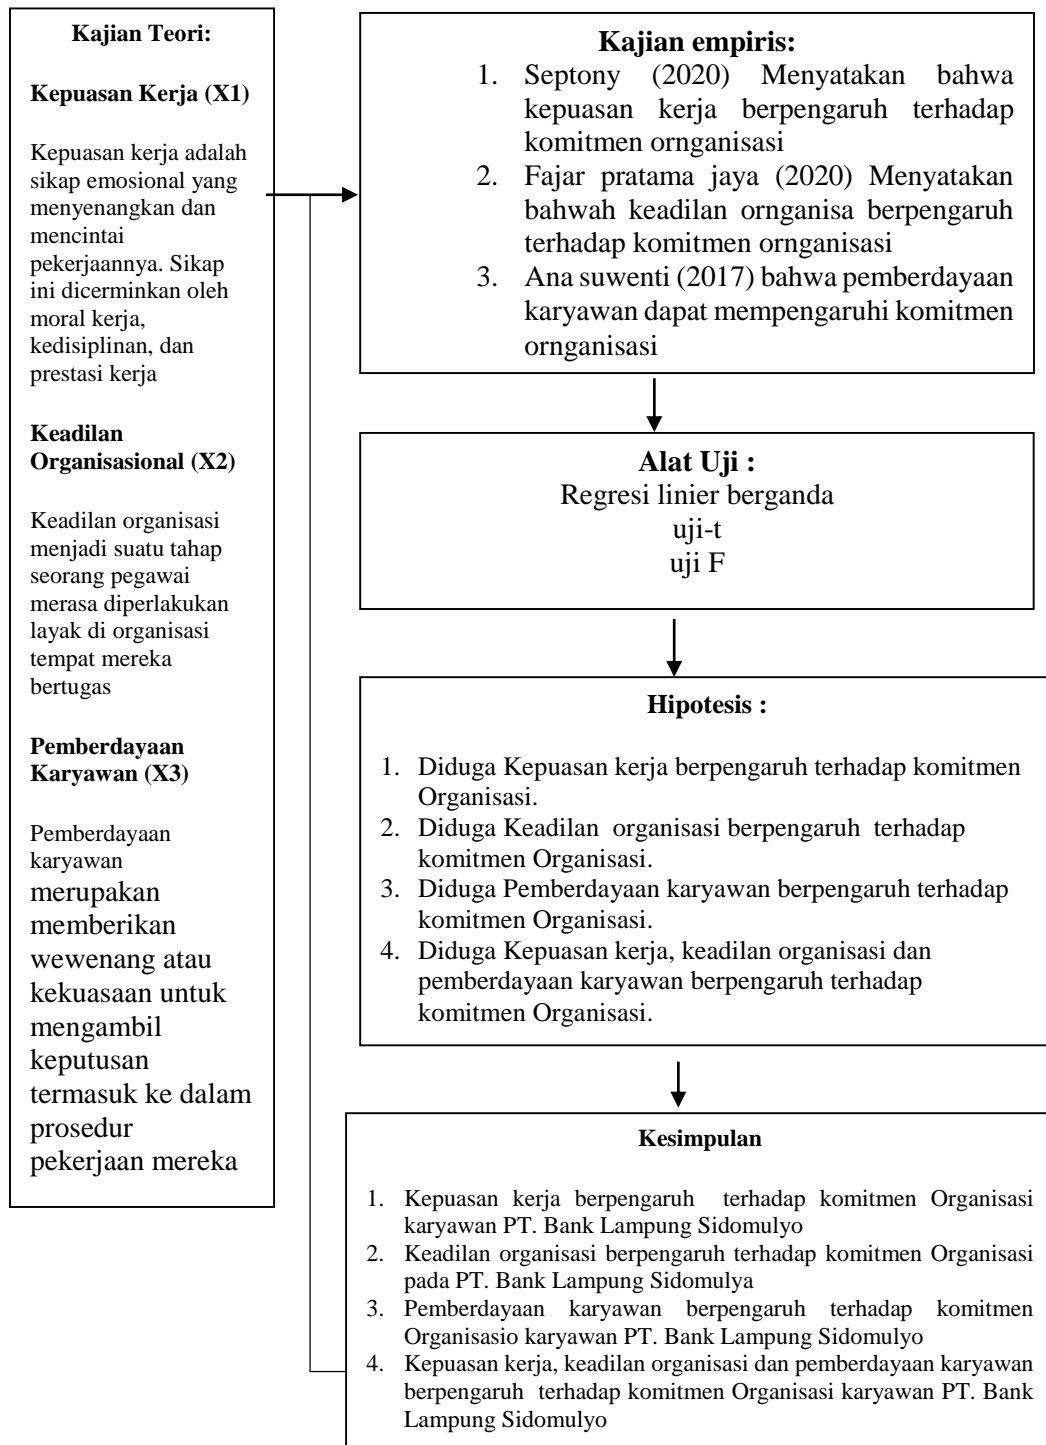 Kajian Teori:
Kepuasan Kerja (X1)
Kepuasan kerja adalah
sikap emosional yang
menyenangkan dan
mencintai
pekerjaannya. Sikap
ini dicerminkan oleh
moral kerja,
kedisiplinan, dan
prestasi kerja
Keadilan
Organisasional (X2)
Keadilan organisasi
menjadi suatu tahap
seorang pegawai
merasa diperlakukan
layak di organisasi
tempat mereka
bertugas
Pemberdayaan
Karyawan (X3)
Pemberdayaan
karyawan
merupakan
memberikan
wewenang atau
kekuasaan untuk
mengambil
keputusan
termasuk ke dalam
prosedur
pekerjaan mereka
Kajian empiris:
1. Septony (2020) Menyatakan bahwa
kepuasan kerja berpengaruh terhadap
komitmen ornganisasi
2. Fajar pratama jaya (2020) Menyatakan
bahwah keadilan ornganisa berpengaruh
terhadap komitmen ornganisasi
3. Ana suwenti (2017) bahwa pemberdayaan
karyawan dapat mempengaruhi komitmen
ornganisasi
Alat Uji :
Regresi linier berganda
uji-t
uji F
Hipotesis :
1. Diduga Kepuasan kerja berpengaruh terhadap komitmen
Organisasi.
2. Diduga Keadilan organisasi berpengaruh terhadap
komitmen Organisasi.
3. Diduga Pemberdayaan karyawan berpengaruh terhadap
komitmen Organisasi.
4. Diduga Kepuasan kerja, keadilan organisasi dan
pemberdayaan karyawan berpengaruh terhadap
komitmen Organisasi.
Kesimpulan
1. Kepuasan kerja berpengaruh terhadap komitmen Organisasi
karyawan PT. Bank Lampung Sidomulyo
2. Keadilan organisasi berpengaruh terhadap komitmen Organisasi
pada PT. Bank Lampung Sidomulya
3. Pemberdayaan karyawan berpengaruh terhadap komitmen
Organisasio karyawan PT. Bank Lampung Sidomulyo
4. Kepuasan kerja, keadilan organisasi dan pemberdayaan karyawan
berpengaruh terhadap komitmen Organisasi karyawan PT. Bank
Lampung Sidomulyo